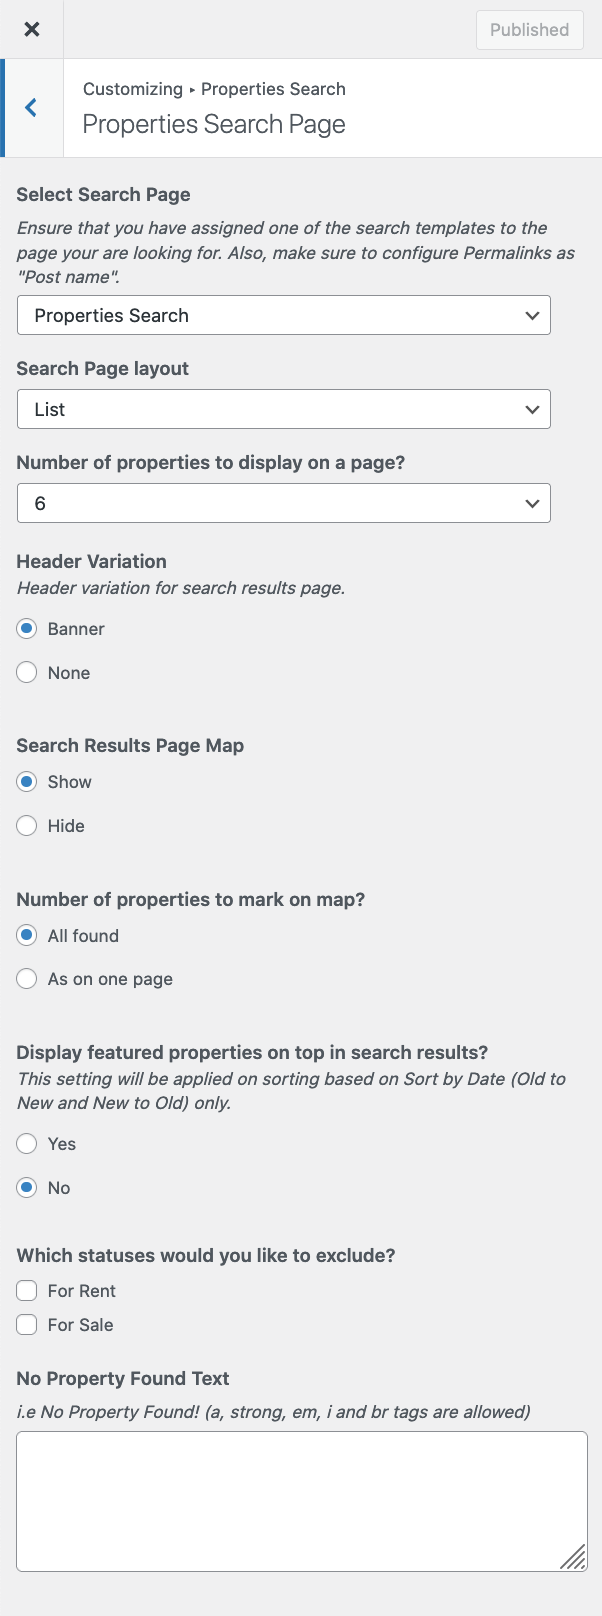 Published
Customizing ▸ Properties Search
Properties Search Page
Select Search Page
Ensure that you have assigned one of the search templates to the
page your are looking for. Also, make sure to configure Permalinks as
"Post name".
Properties Search
Search Page layout
List
Number of properties to display on a page?
6
Header Variation
Header variation for search results page.
Banner
None
Search Results Page Map
Show
Hide
Number of properties to mark on map?
All found
As on one page
Display featured properties on top in search results?
This setting will be applied on sorting based on Sort by Date (Old to
New and New to Old) only.
Yes
No
Which statuses would you like to exclude?
For Rent
For Sale
No Property Found Text
i.e No Property Found! (a, strong, em, i and br tags are allowed)